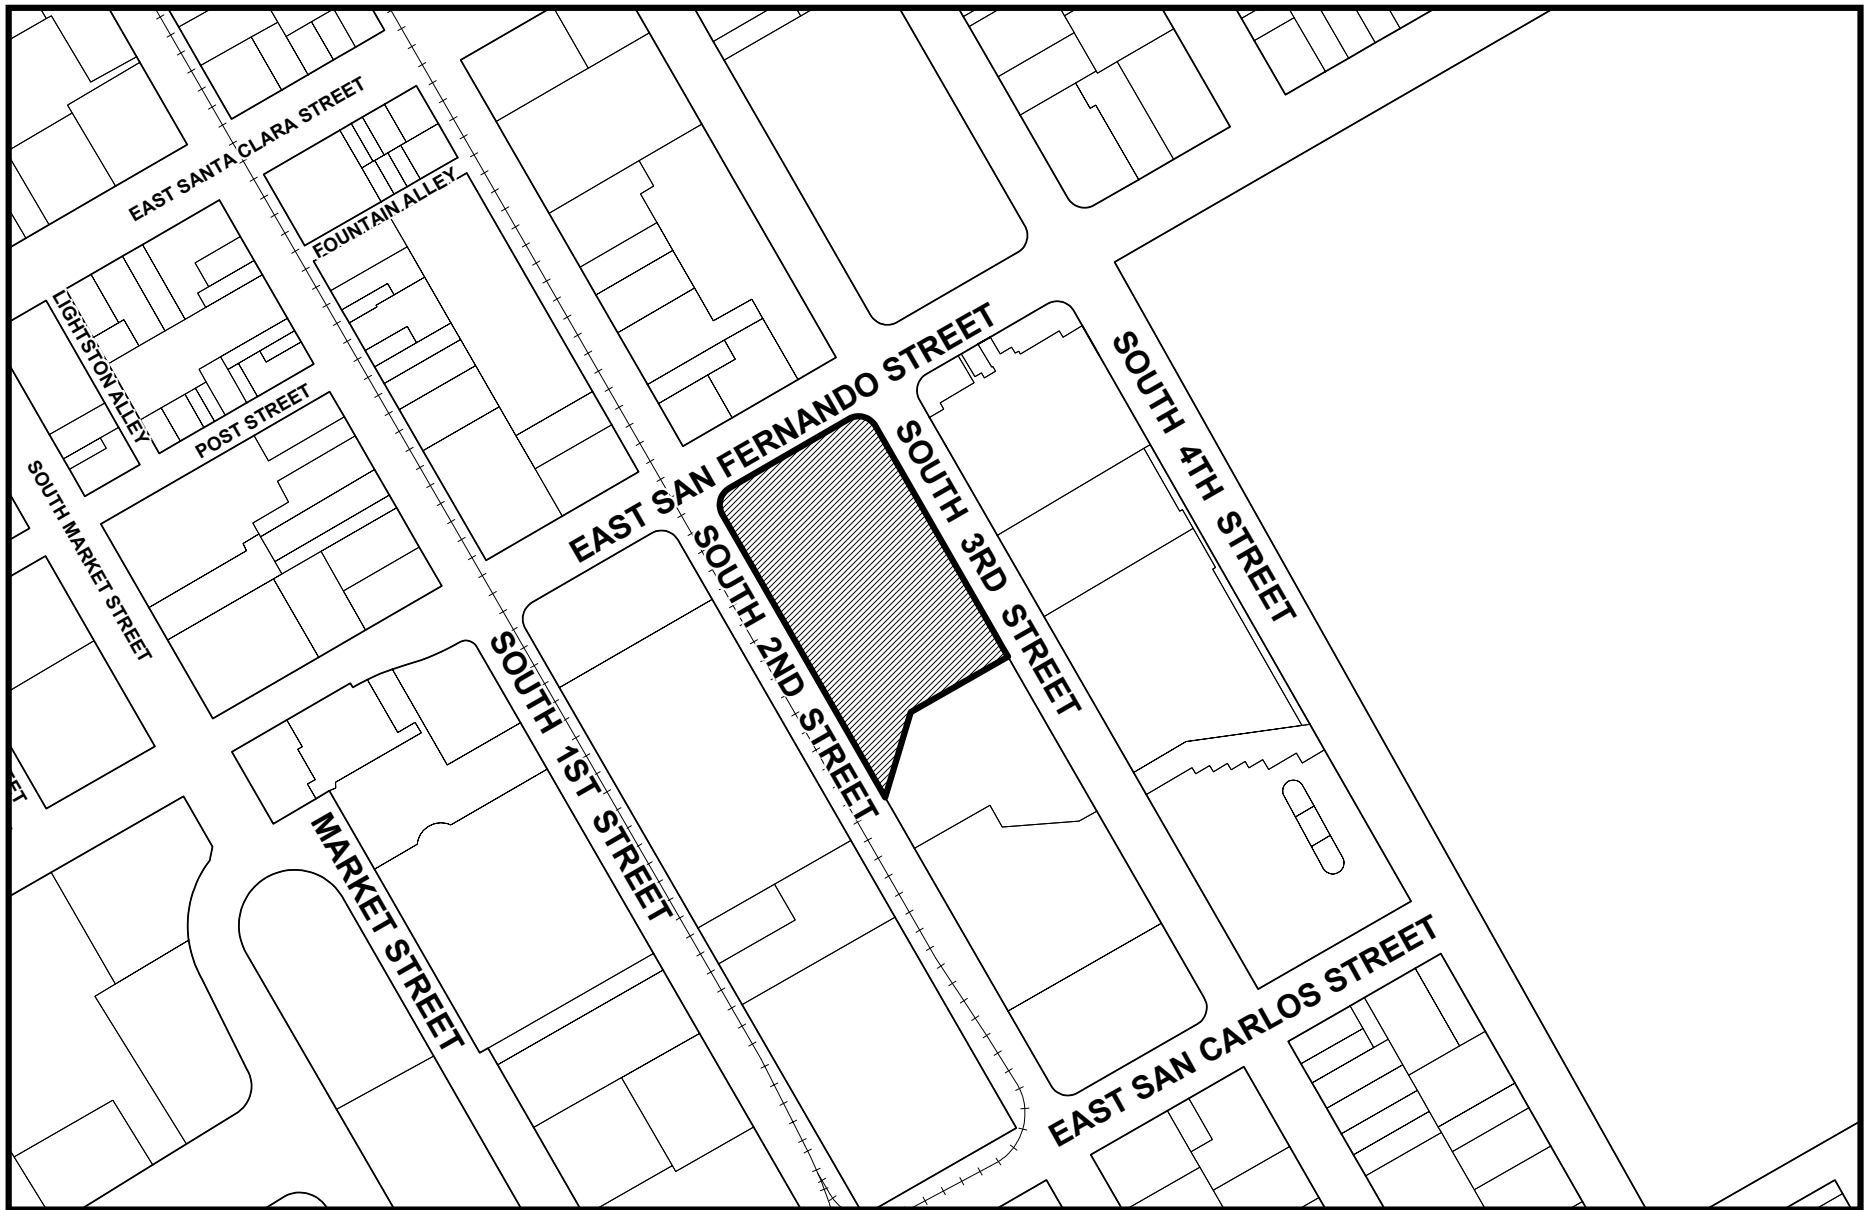 EAST SANTA CLARA STREET
FOUNTAIN ALLEY
LIGHTSTON ALLEY
POST STREET
SOUTH MARKET STREET
EAST SAN FERNANDO STREET
SOUTH 4TH STREET
SOUTH 3RD STREET
SOUTH 2ND STREET
SOUTH 1ST STREET
MARKET STREET
EAST SAN CARLOS STREET